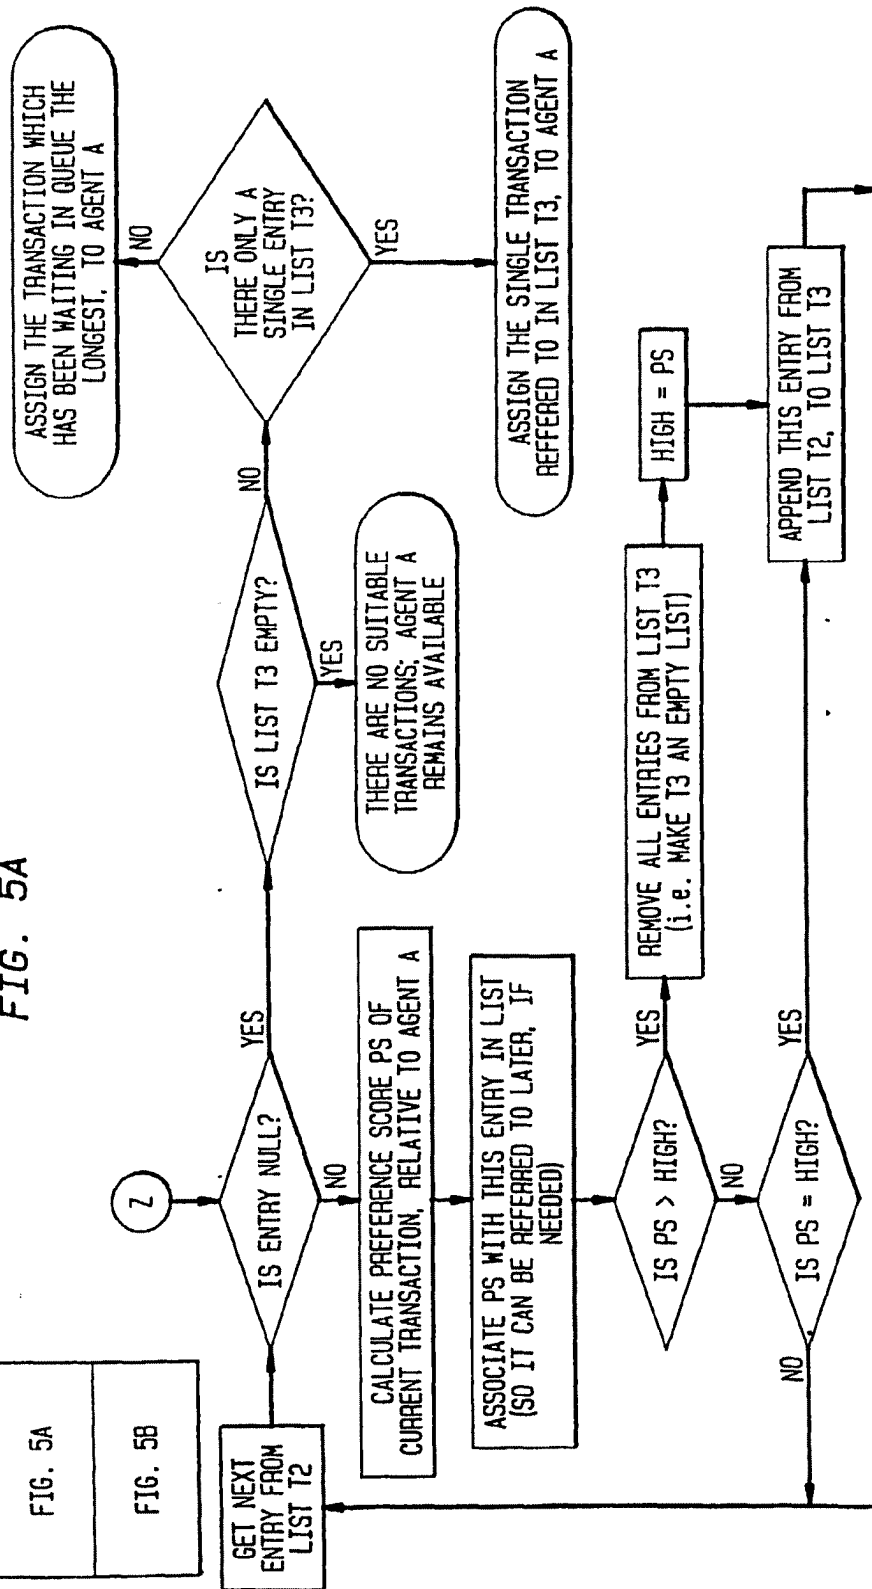 FIG. 5A
FIG. 5A
FIG. 5B
Z
GET NEXT
ENTRY FROM
LIST T2
IS ENTRY NULL?
YES
NO
IS LIST T3 EMPTY?
NO
YES
IS
THERE ONLY A
SINGLE ENTRY
IN LIST T3?
NO
YES
ASSIGN THE TRANSACTION WHICH
HAS BEEN WAITING IN QUEUE THE
LONGEST, TO AGENT A
THERE ARE NO SUITABLE
TRANSACTIONS; AGENT A
REMAINS AVAILABLE
ASSIGN THE SINGLE TRANSACTION
REFFERED TO IN LIST T3, TO AGENT A
CALCULATE PREFERENCE SCORE PS OF
CURRENT TRANSACTION, RELATIVE TO AGENT A
ASSOCIATE PS WITH THIS ENTRY IN LIST
(SO IT CAN BE REFERRED TO LATER, IF
NEEDED)
IS PS > HIGH?
YES
NO
REMOVE ALL ENTRIES FROM LIST T3
(i.e. MAKE T3 AN EMPTY LIST)
HIGH = PS
IS PS = HIGH?
YES
NO
APPEND THIS ENTRY FROM
LIST T2, TO LIST T3